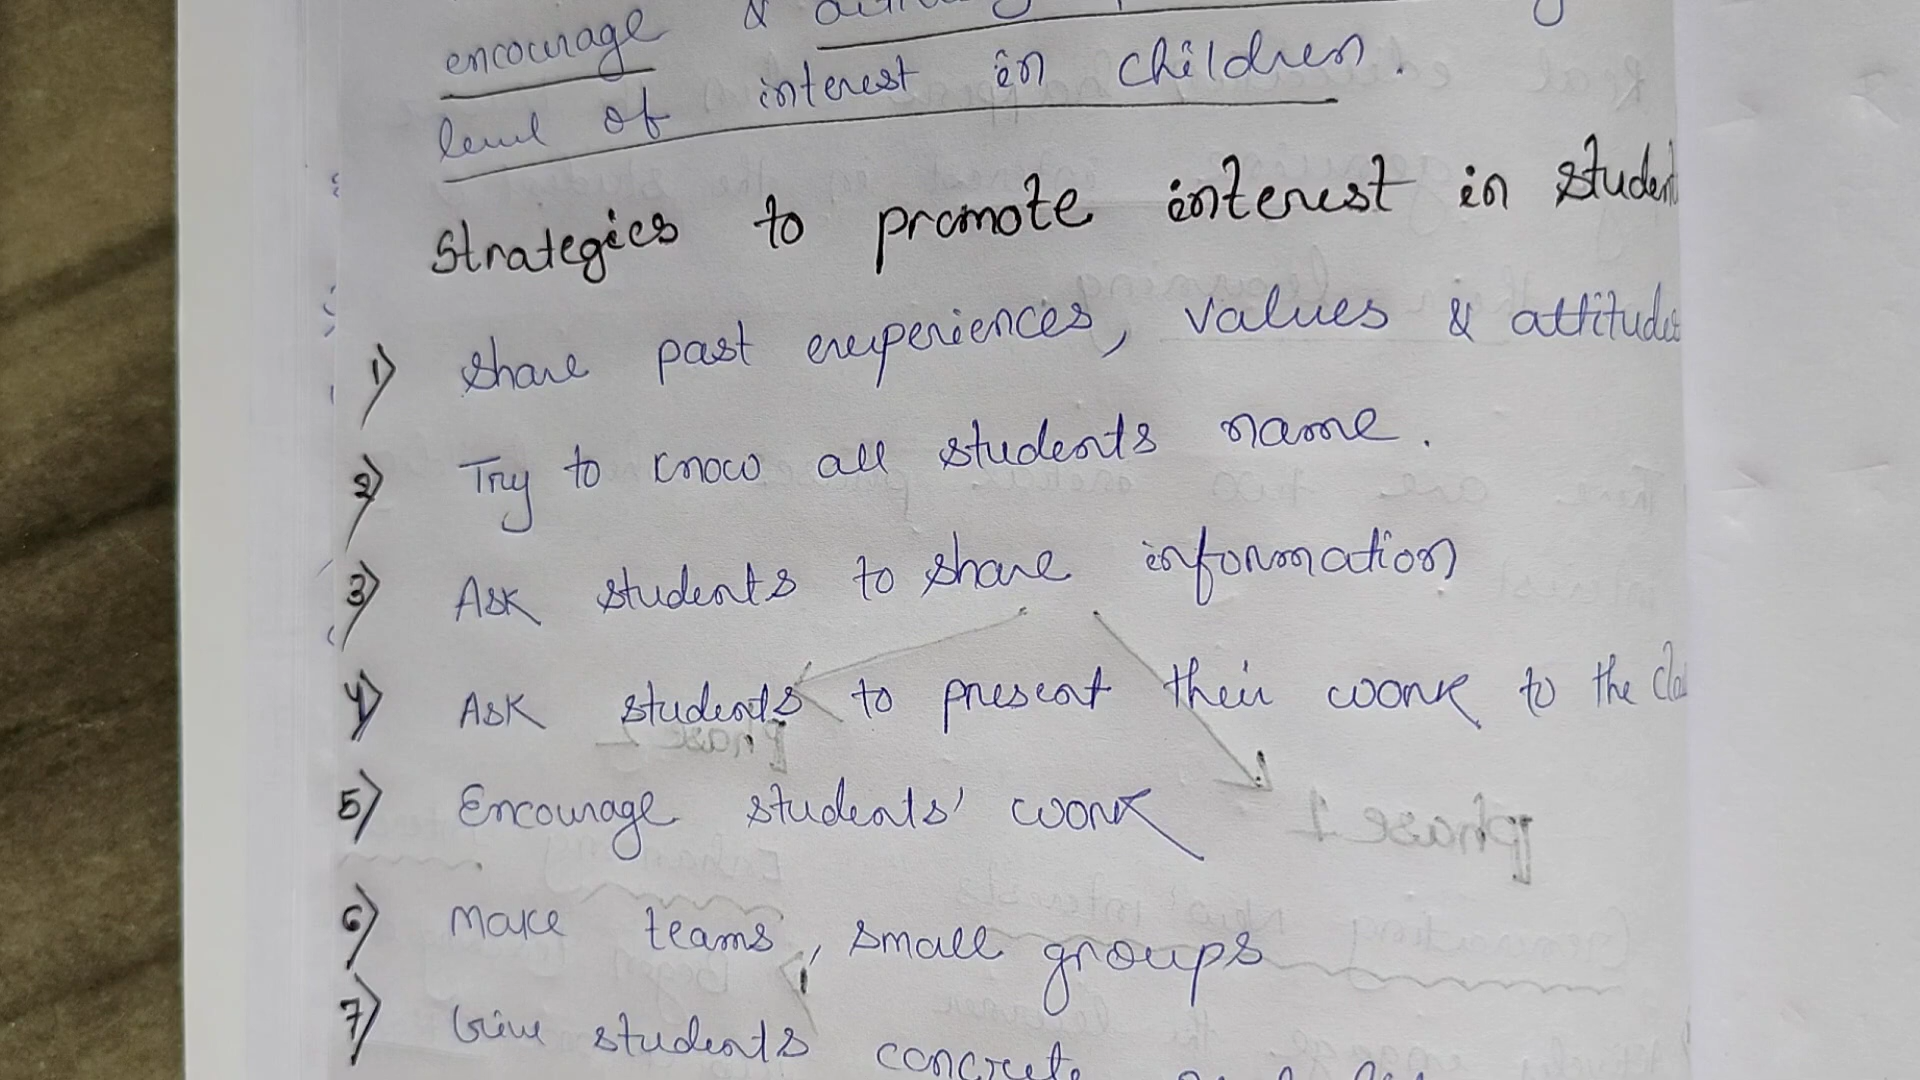 encourage &
level of interest in children.
Strategies to promote interest in student
1) Share past experiences, values & attitudes
2) Try to know all students name.
3) Ask students to share information
4) Ask students to present their work to the cla
5) Encourage students' work
6) Make teams, small groups
7) Give students concrete